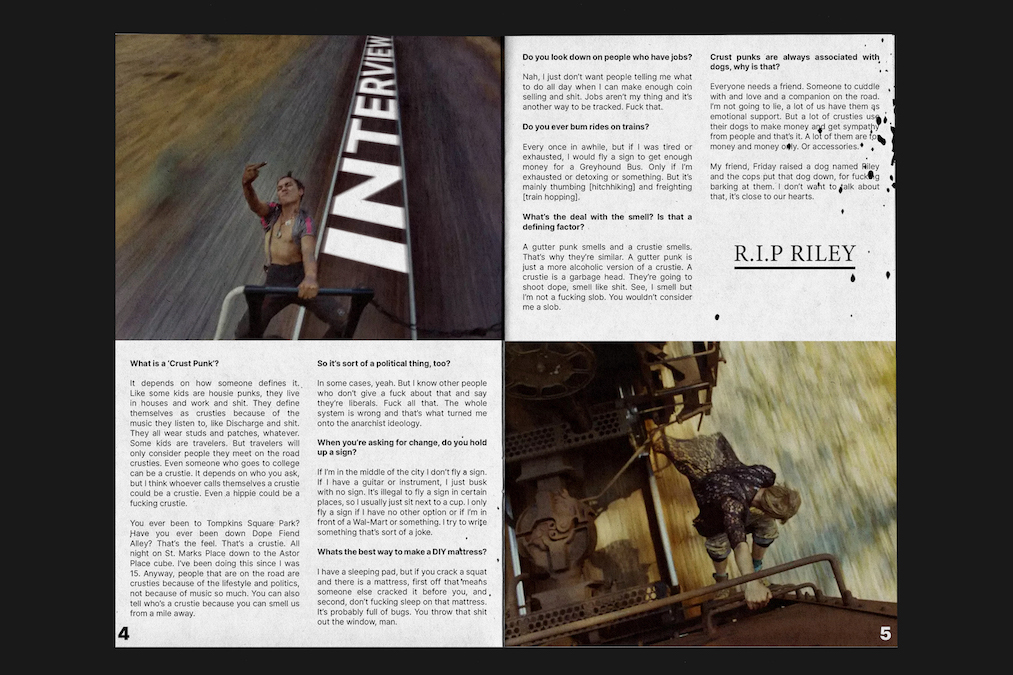 INTERVIEW
What is a ‘Crust Punk’?
It depends on how someone defines it.
Like some kids are housie punks, they live
in houses and work and shit. They define
themselves as crusties because of the
music they listen to, like Discharge and shit.
They all wear studs and patches, whatever.
Some kids are travelers. But travelers will
only consider people they meet on the road
crusties. Even someone who goes to college
can be a crustie. It depends on who you ask,
but I think whoever calls themselves a crustie
could be a crustie. Even a hippie could be a
fucking crustie.
You ever been to Tompkins Square Park?
Have you ever been down Dope Fiend
Alley? That’s the feel. That’s a crustie. All
night on St. Marks Place down to the Astor
Place cube. I’ve been doing this since I was
15. Anyway, people that are on the road are
crusties because of the lifestyle and politics,
not because of music so much. You can also
tell who’s a crustie because you can smell us
from a mile away.
4
So it’s sort of a political thing, too?
In some cases, yeah. But I know other people
who don’t give a fuck about that and say
they’re liberals. Fuck all that. The whole
system is wrong and that’s what turned me
onto the anarchist ideology.
When you’re asking for change, do you hold
up a sign?
If I’m in the middle of the city I don’t fly a sign.
If I have a guitar or instrument, I just busk
with no sign. It’s illegal to fly a sign in certain
places, so I usually just sit next to a cup. I only
fly a sign if I have no other option or if I’m in
front of a Wal-Mart or something. I try to write
something that’s sort of a joke.
Whats the best way to make a DIY mattress?
I have a sleeping pad, but if you crack a squat
and there is a mattress, first off that means
someone else cracked it before you, and
second, don’t fucking sleep on that mattress.
It’s probably full of bugs. You throw that shit
out the window, man.
Do you look down on people who have jobs?
Nah, I just don’t want people telling me what
to do all day when I can make enough coin
selling and shit. Jobs aren’t my thing and it’s
another way to be tracked. Fuck that.
Do you ever bum rides on trains?
Every once in awhile, but if I was tired or
exhausted, I would fly a sign to get enough
money for a Greyhound Bus. Only if I’m
exhausted or detoxing or something. But it’s
mainly thumbing [hitchhiking] and freighting
[train hopping].
What’s the deal with the smell? Is that a
defining factor?
A gutter punk smells and a crustie smells.
That’s why they’re similar. A gutter punk is
just a more alcoholic version of a crustie. A
crustie is a garbage head. They’re going to
shoot dope, smell like shit. See, I smell but
I’m not a fucking slob. You wouldn’t consider
me a slob.
Crust punks are always associated with
dogs, why is that?
Everyone needs a friend. Someone to cuddle
with and love and a companion on the road.
I’m not going to lie, a lot of us have them as
emotional support. But a lot of crusties use
their dogs to make money and get sympathy
from people and that’s it. A lot of them are for
money and money only. Or accessories.
My friend, Friday raised a dog named Riley
and the cops put that dog down, for fucking
barking at them. I don’t want to talk about
that, it’s close to our hearts.
R.I.P RILEY
5